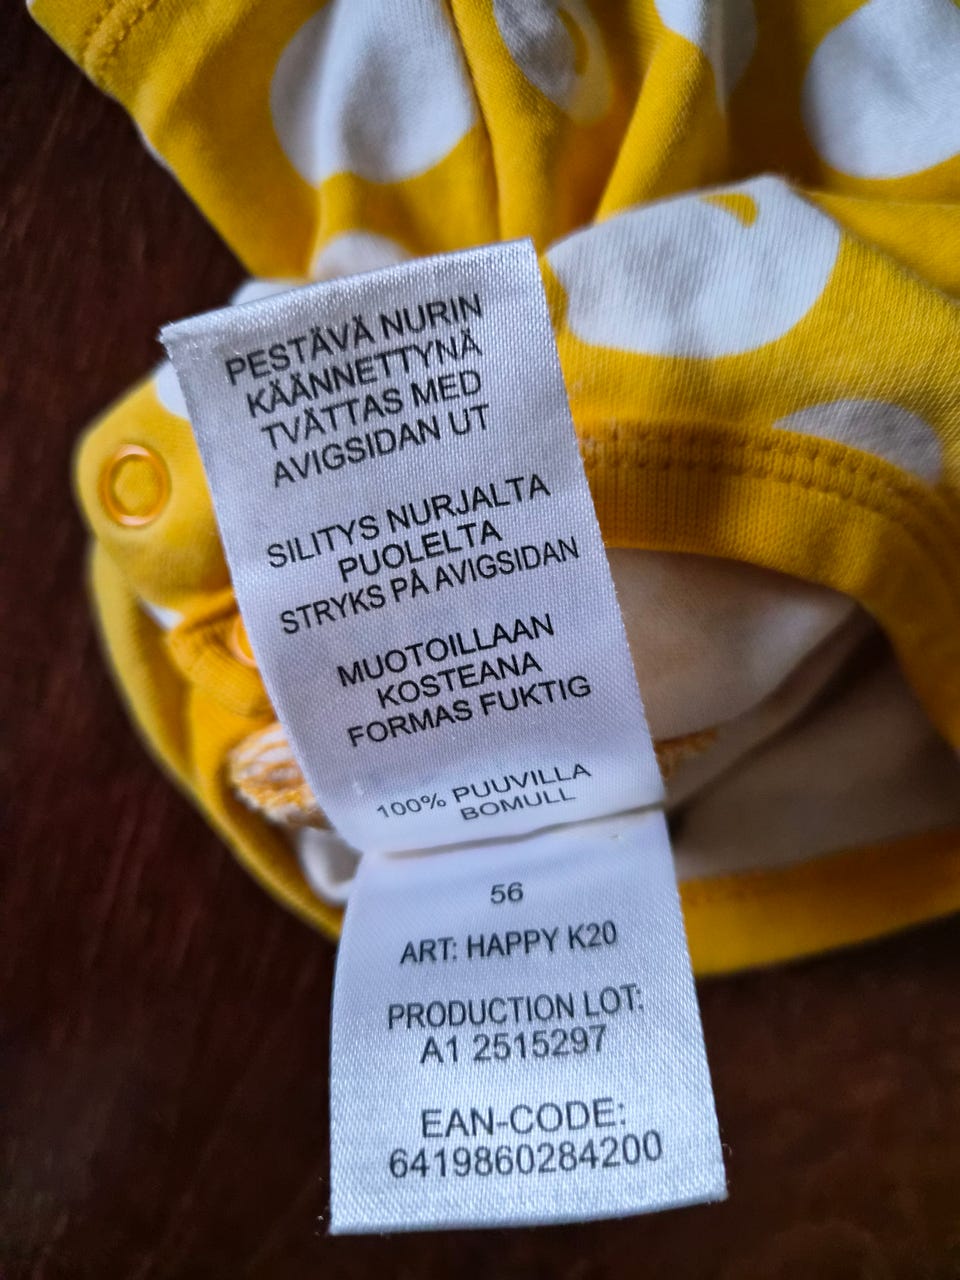 PESTÄVÄ NURIN
KÄÄNNETTYNÄ
TVÄTTAS MED
AVIGSIDAN UT
SILITYS NURJALTA
PUOLELTA
STRYKS PÅ AVIGSIDAN
MUOTOILLAAN
KOSTEANA
FORMAS FUKTIG
100% PUUVILLA
BOMULL
56
ART: HAPPY K20
PRODUCTION LOT:
A1 2515297
EAN-CODE:
6419860284200